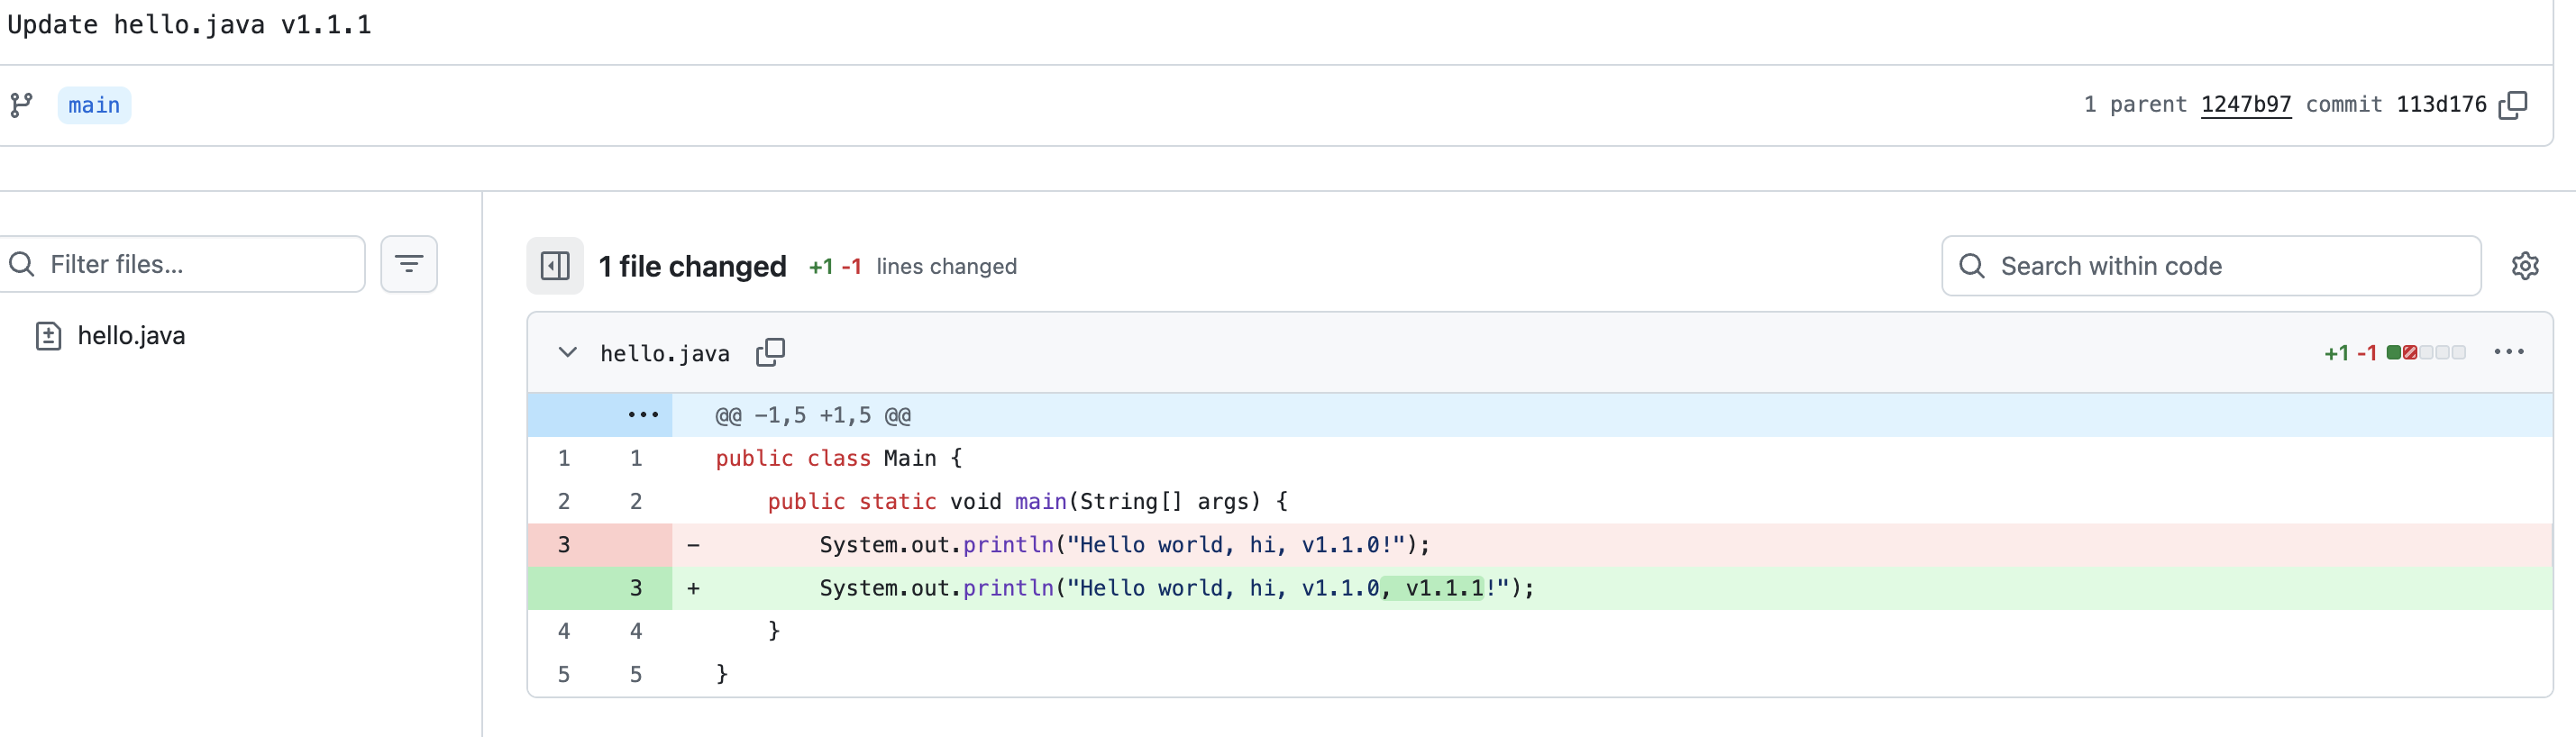 Update hello.java v1.1.1
main
1 parent 1247b97 commit 113d176
Filter files...
hello.java
1 file changed +1 -1 lines changed
Search within code
hello.java
+1 -1
@@ -1,5 +1,5 @@
1 1 public class Main {
2 2 public static void main(String[] args) {
3 - System.out.println("Hello world, hi, v1.1.0!");
3 + System.out.println("Hello world, hi, v1.1.0, v1.1.1!");
4 4 }
5 5 }